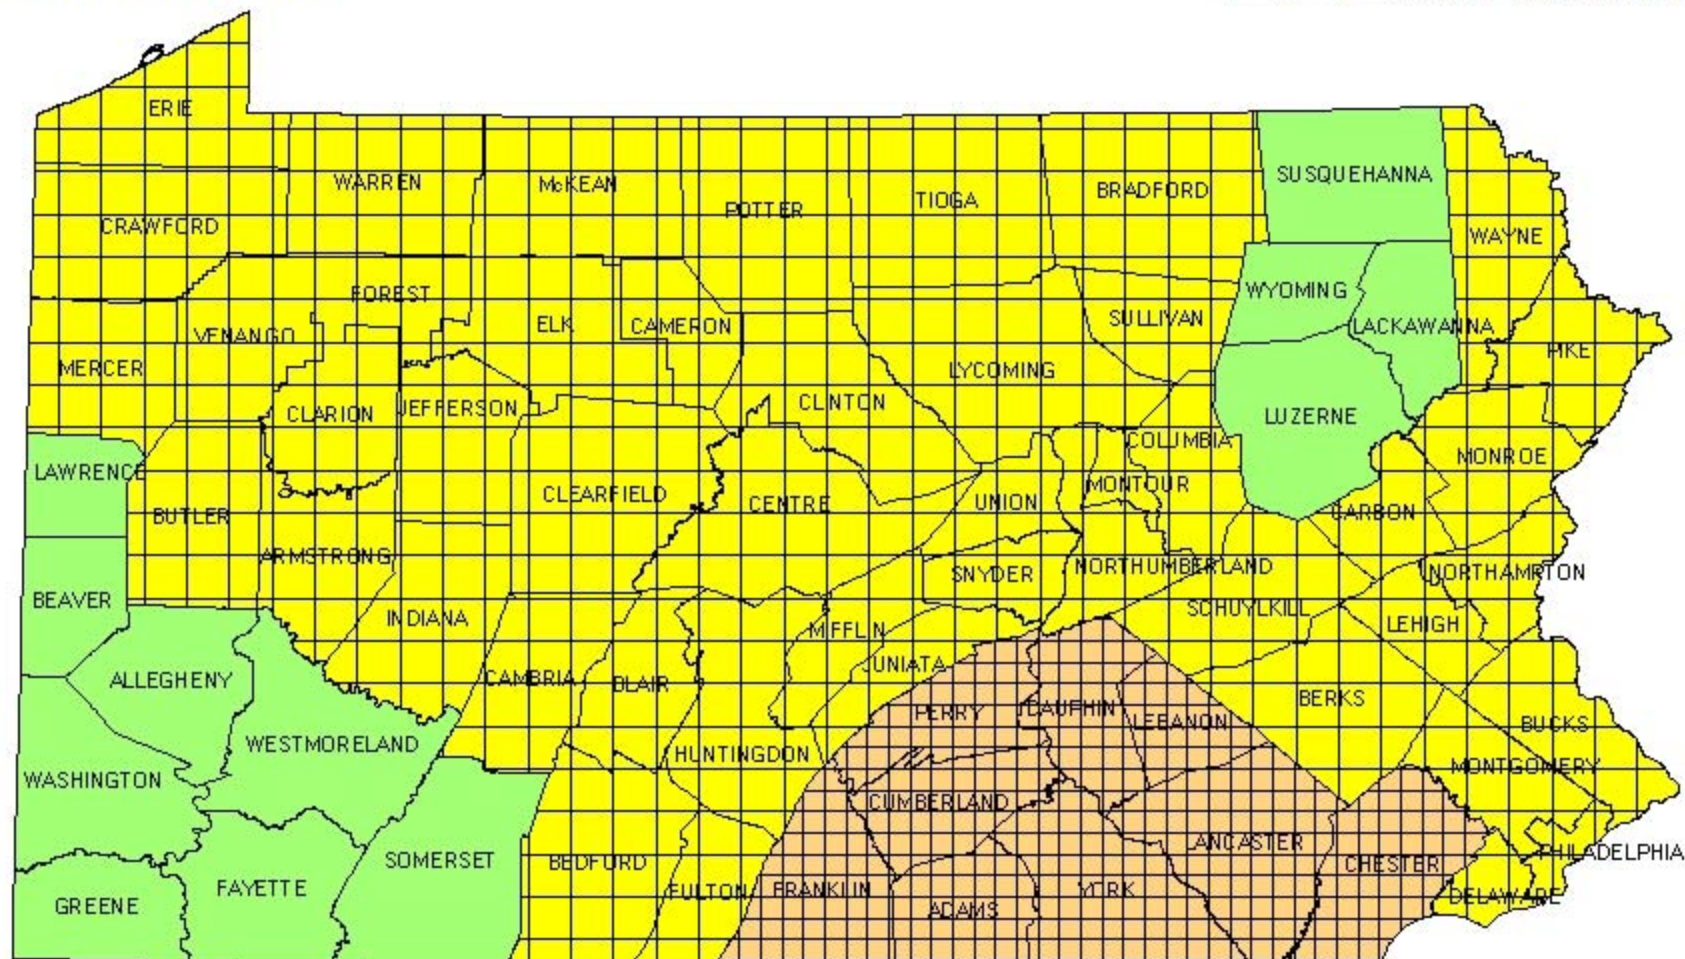 ERIE
SUSQUEHANNA
WARREN
McKEAN
BRADFORD
TIOGA
POTTER
CRAWFORD
WAYNE
WYOMING
FOREST
SULLIVAN
ELK
CAMERON
LACKAWANNA
VENANGO
PIKE
MERCER
LYCOMING
CLINTON
JEFFERSON
CLARION
LUZERNE
COLUMBIA
MONROE
LAWRENCE
MONTOUR
CLEARFIELD
CENTRE
UNION
CARBON
BUTLER
ARMSTRONG
NORTHUMBERLAND
SNYDER
NORTHAMPTON
BEAVER
SCHUYLKILL
INDIANA
LEHIGH
MIFFLIN
JUNIATA
ALLEGHENY
CAMBRIA
BLAIR
BERKS
PERRY
DAUPHIN
LEBANON
BUCKS
WESTMORELAND
HUNTINGDON
MONTGOMERY
WASHINGTON
CUMBERLAND
LANCASTER
PHILADELPHIA
SOMERSET
BEDFORD
CHESTER
FAYETTE
FULTON
FRANKLIN
YORK
DELAWARE
GREENE
ADAMS